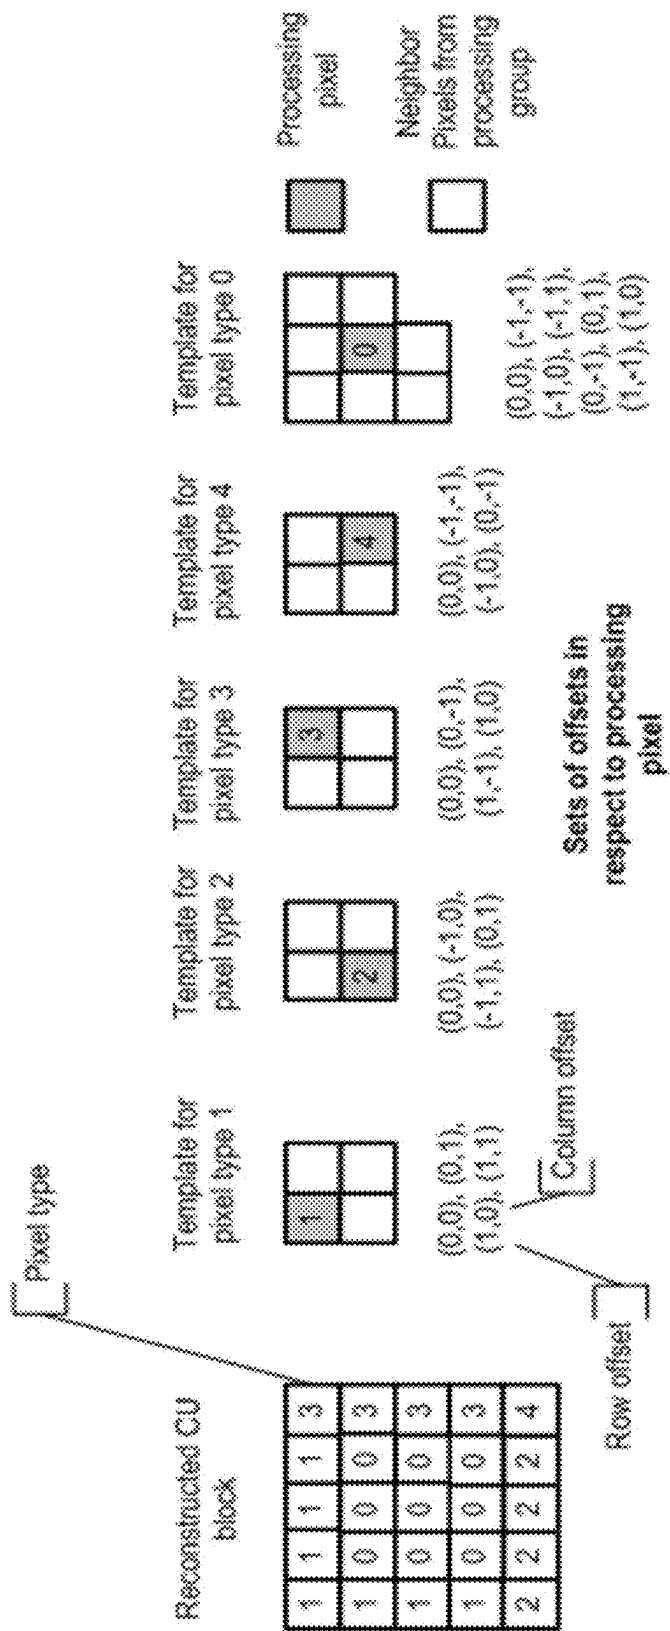 Pixel type
Reconstructed CU
block
1 1 1 1 3
1 0 0 0 3
1 0 0 0 3
1 0 0 0 3
2 2 2 2 4
Template for
pixel type 1
1
(0,0), (0,1),
(1,0), (1,1)
Row offset
Column offset
Template for
pixel type 2
2
(0,0), (-1,0),
(-1,1), (0,1)
Template for
pixel type 3
3
(0,0), (0,-1),
(1,-1), (1,0)
Template for
pixel type 4
4
(0,0), (-1,-1),
(-1,0), (0,-1)
Template for
pixel type 0
0
(0,0), (-1,-1),
(-1,0), (-1,1),
(0,-1), (0,1),
(1,-1), (1,0)
Sets of offsets in
respect to processing
pixel
Processing
pixel
Neighbor
Pixels from
processing
group